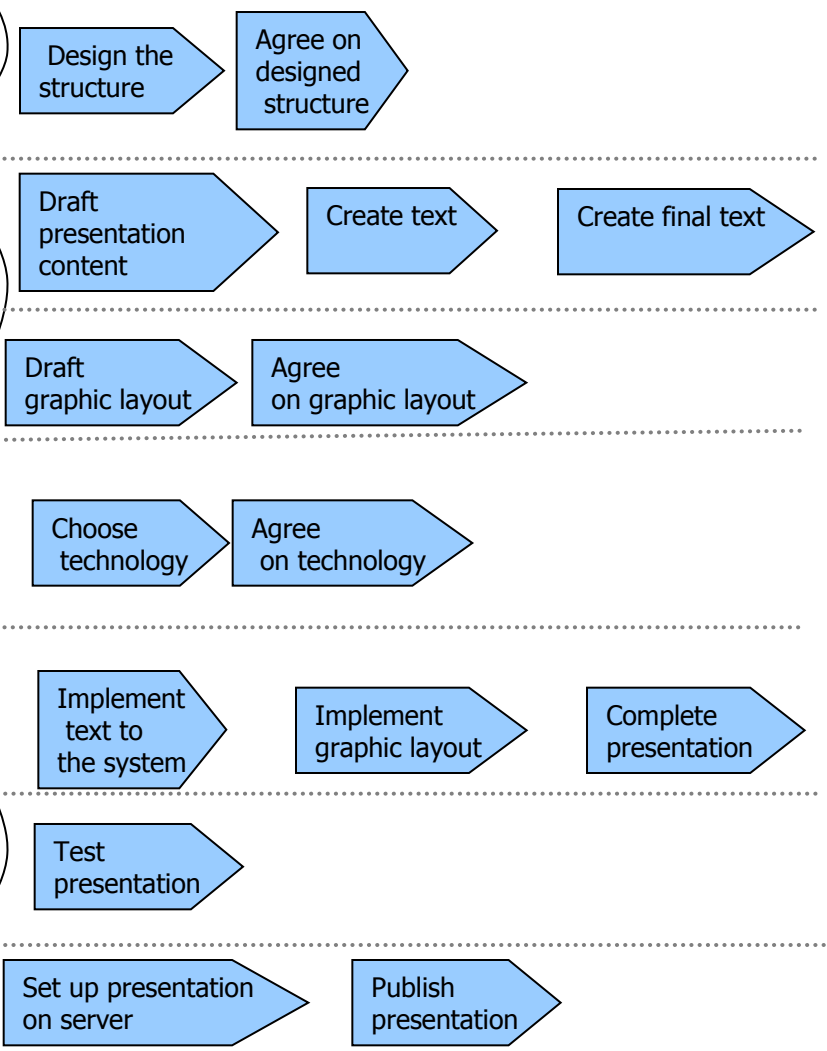 Design the
structure
Agree on
designed
structure
Draft
presentation
content
Create text
Create final text
Draft
graphic layout
Agree
on graphic layout
Choose
technology
Agree
on technology
Implement
text to
the system
Implement
graphic layout
Complete
presentation
Test
presentation
Set up presentation
on server
Publish
presentation